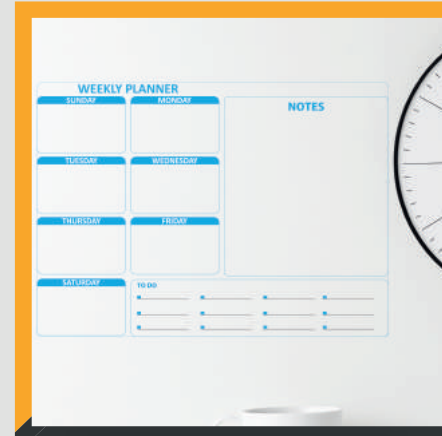 WEEKLY PLANNER
SUNDAY
MONDAY
NOTES
TUESDAY
WEDNESDAY
THURSDAY
FRIDAY
SATURDAY
TO DO